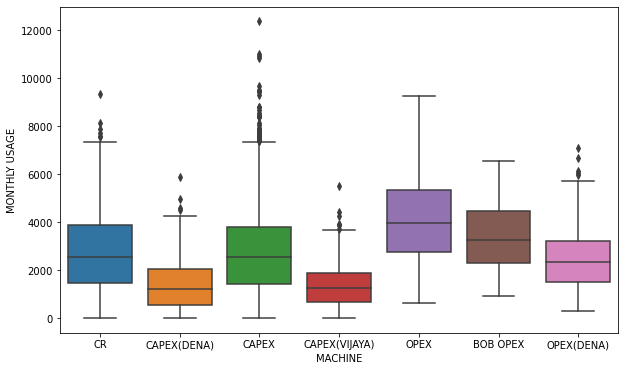 12000
10000
8000
6000
4000
2000
0
MONTHLY USAGE
CR CAPEX(DENA) CAPEX CAPEX(VIJAYA) OPEX BOB OPEX OPEX(DENA)
MACHINE